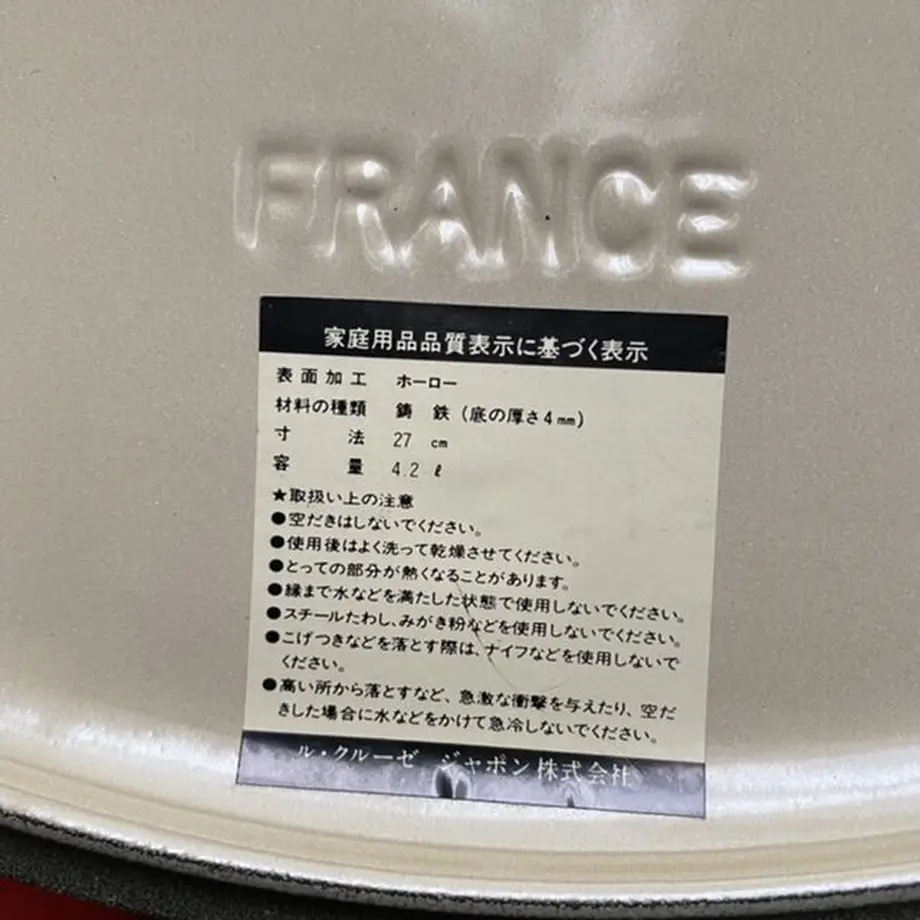 FRANCE
家庭用品品質表示に基づく表示
表面加工 ホーロー
材料の種類 鋳 鉄 (底の厚さ4㎜)
寸 法 27 ㎝
容 量 4.2 ℓ
★取扱い上の注意
●空だきはしないでください。
●使用後はよく洗って乾燥させてください。
●とっての部分が熱くなることがあります。
●縁まで水などを満たした状態で使用しないでください。
●スチールたわし、みがき粉などを使用しないでください。
●こげつきなどを落とす際は、ナイフなどを使用しないで
ください。
●高い所から落とすなど、急激な衝撃を与えたり、空だ
きした場合に水などをかけて急冷しないでください。
ル・クルーゼ ジャポン株式会社